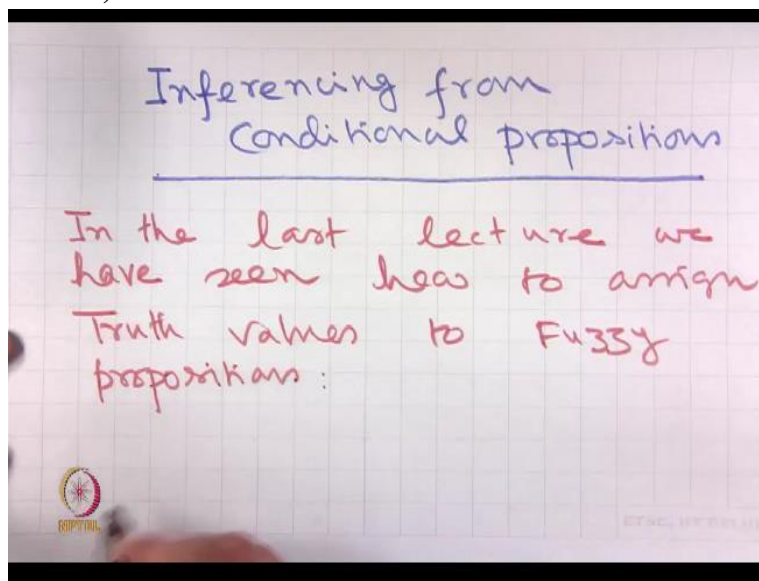 Inferencing from
Conditional propositions
In the last lecture we
have seen how to assign
Truth values to Fuzzy
propositions:
NPTEL